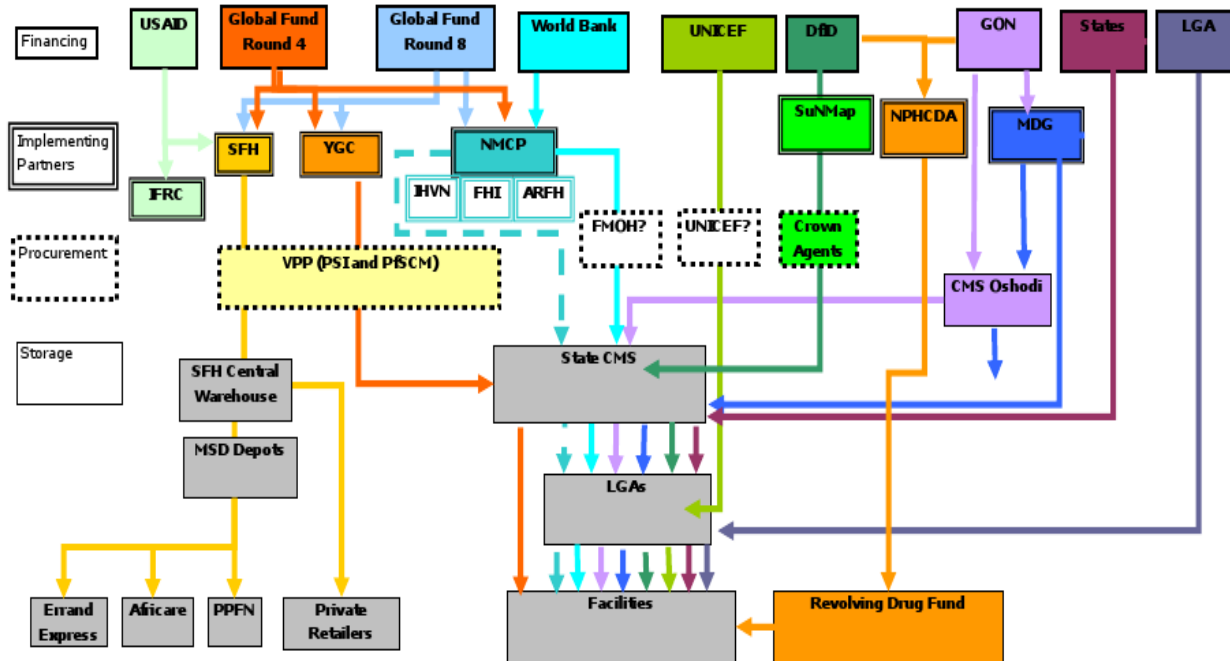 Financing
USAID
Global Fund
Round 4
Global Fund
Round 8
World Bank
UNICEF
DfID
GON
States
LGA
Implementing
Partners
SFH
YGC
NMCP
SuNMap
NPHCDA
MDG
IFRC
IHVN
FHI
ARFH
Procurement
VPP (PSI and PfSCM)
FMOH?
UNICEF?
Crown
Agents
CMS Oshodi
Storage
SFH Central
Warehouse
State CMS
MSD Depots
LGAs
Errand
Express
Africare
PPFN
Private
Retailers
Facilities
Revolving Drug Fund